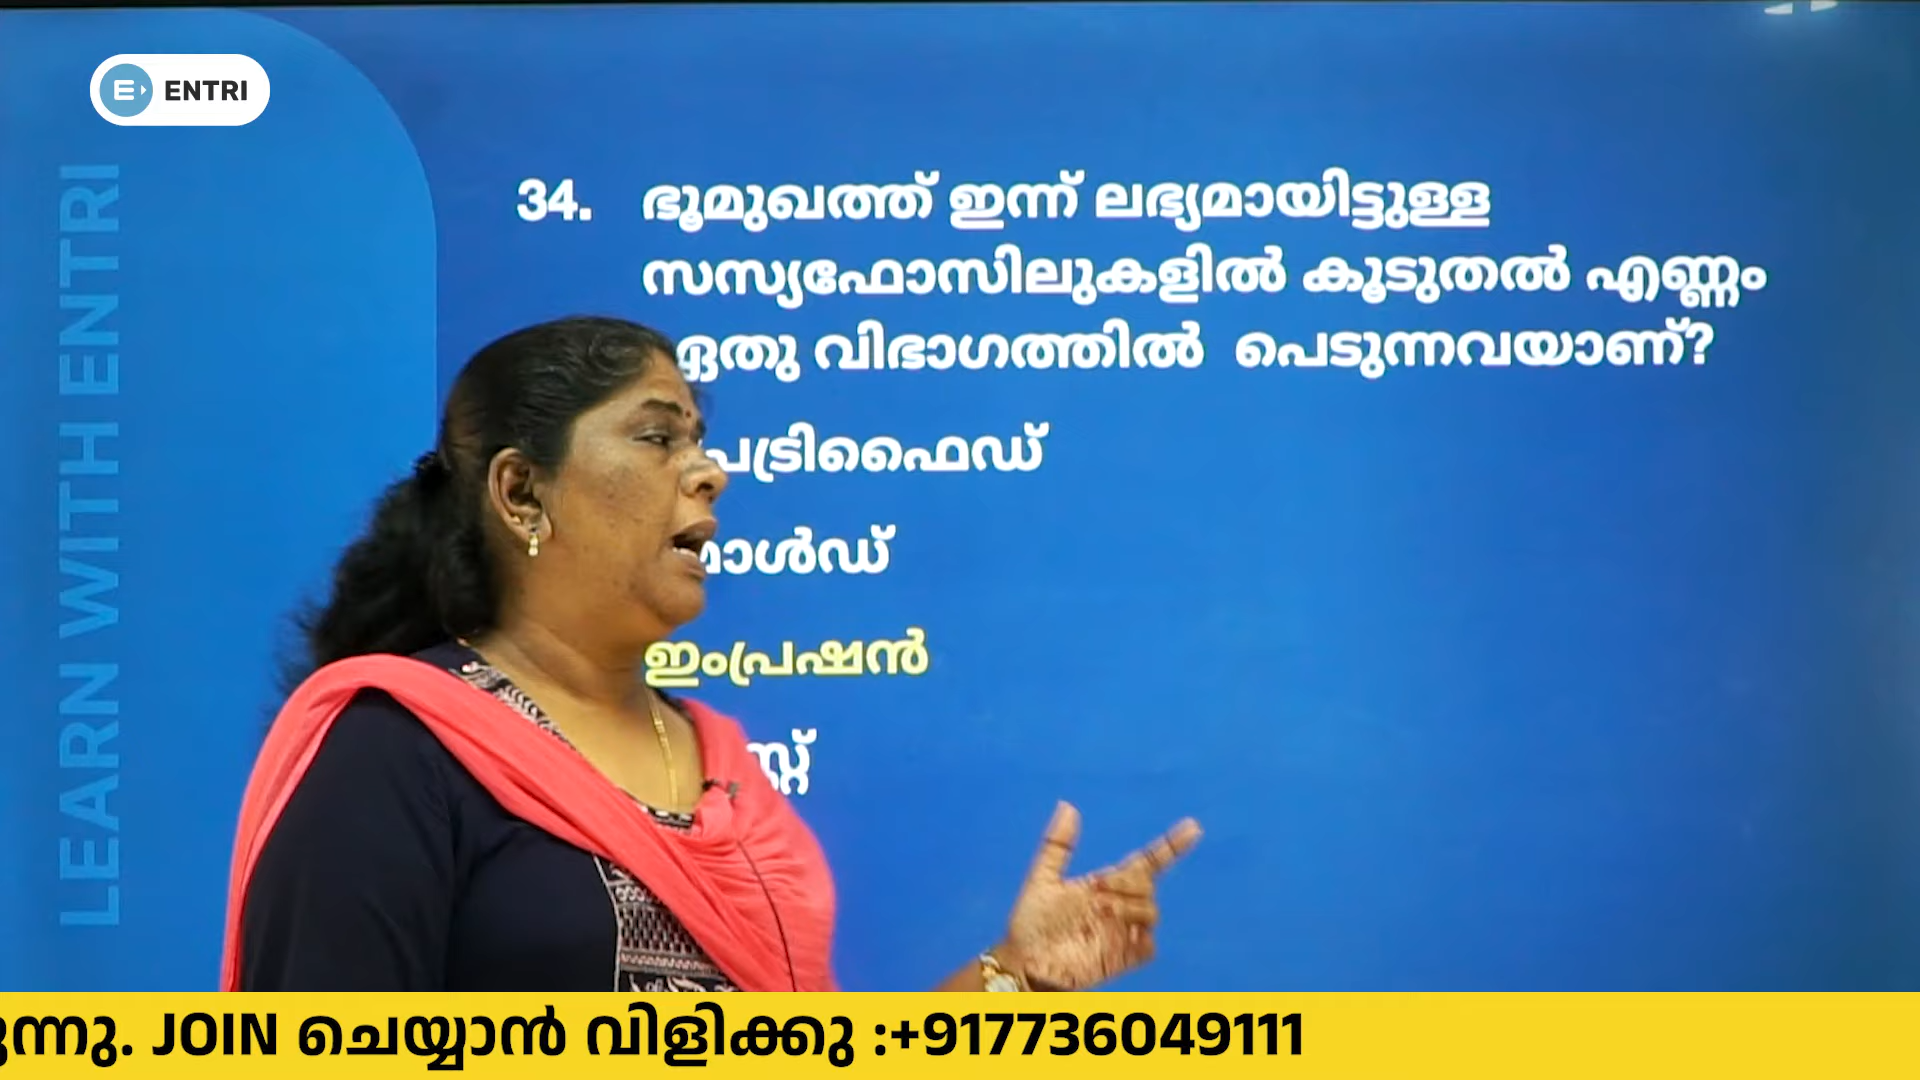 ENTRI
LEARN WITH ENTRI
34. ഭൂമുഖത്ത് ഇന്ന് ലഭ്യമായിട്ടുള്ള
സസ്യഫോസിലുകളിൽ കൂടുതൽ എണ്ണം
ഏതു വിഭാഗത്തിൽ പെടുന്നവയാണ്?
പെട്രിഫൈഡ്
മാൾഡ്
ഇംപ്രഷൻ
JOIN ചെയ്യാൻ വിളിക്കു :+917736049111